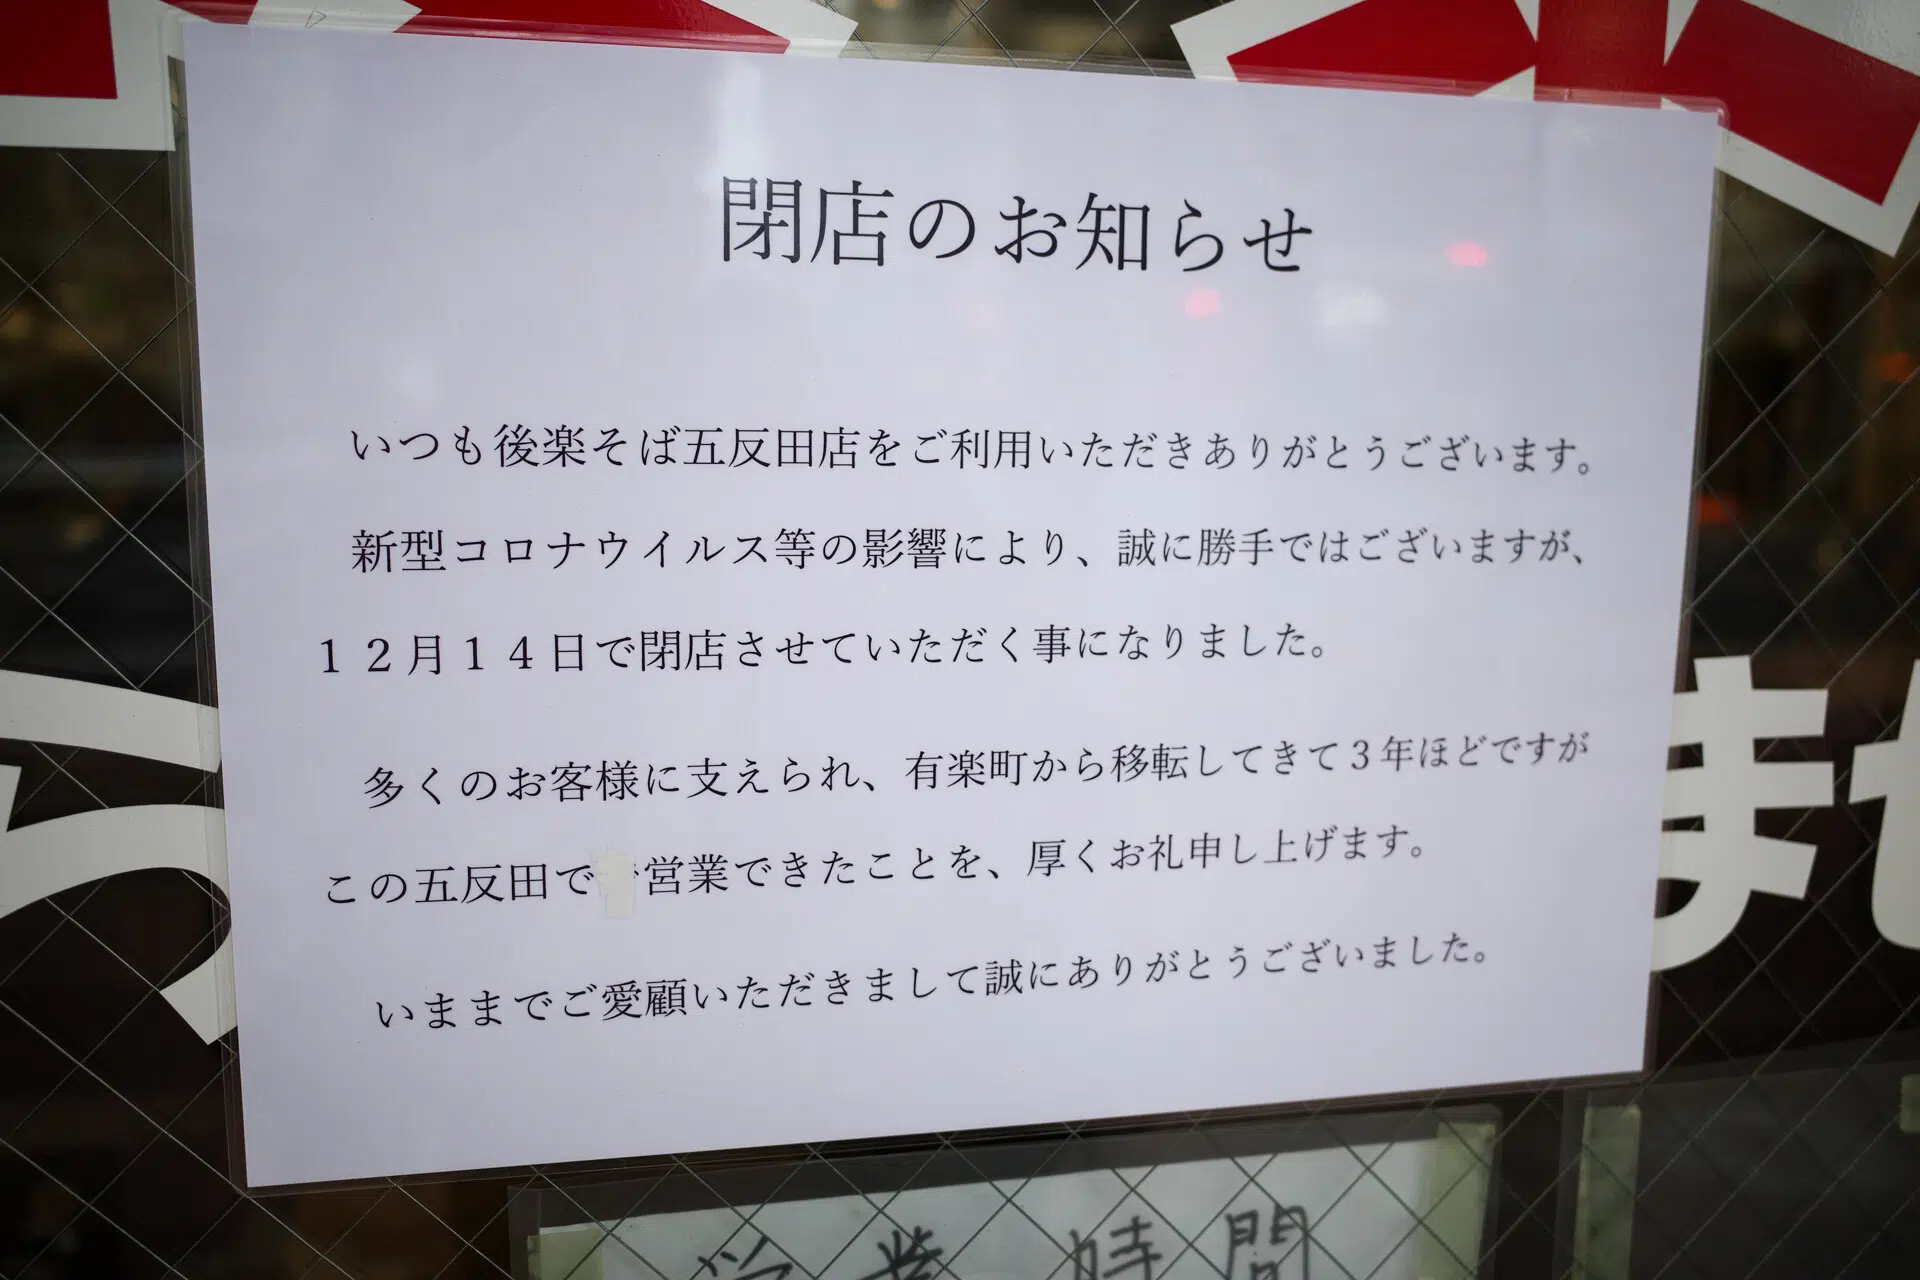 閉店のお知らせ
いつも後楽そば五反田店をご利用いただきありがとうございます。
新型コロナウイルス等の影響により、誠に勝手ではございますが、
12月14日で閉店させていただく事になりました。
多くのお客様に支えられ、有楽町から移転してきて3年ほどですが
この五反田で営業できたことを、厚くお礼申し上げます。
いままでご愛顧いただきまして誠にありがとうございました。
営業時間